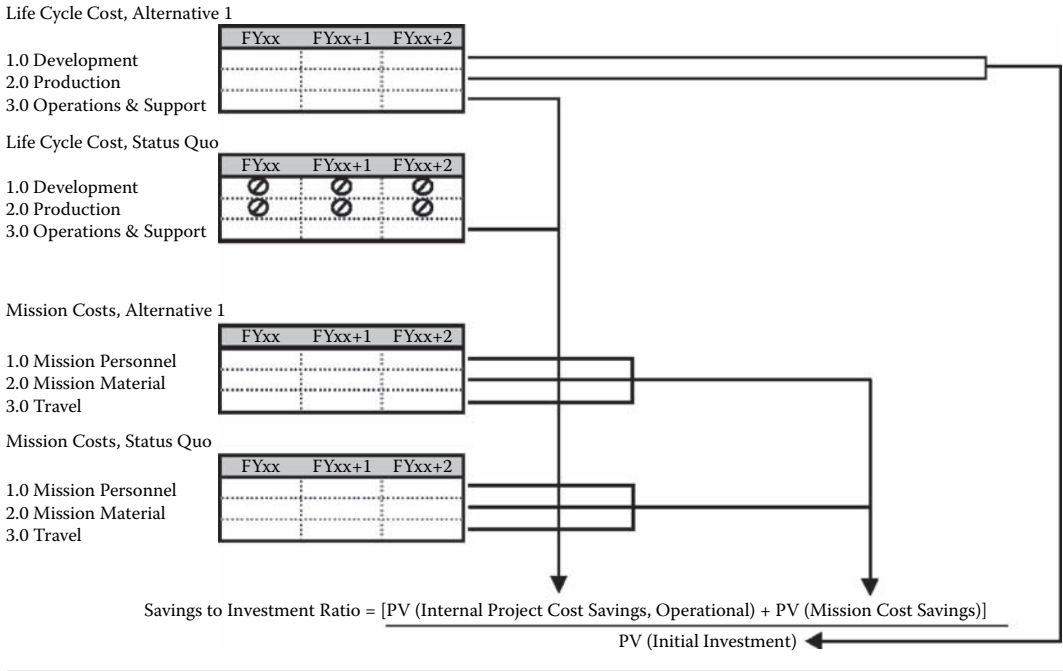 Life Cycle Cost, Alternative 1
FYxx FYxx+1 FYxx+2
1.0 Development
2.0 Production
3.0 Operations & Support
Life Cycle Cost, Status Quo
FYxx FYxx+1 FYxx+2
1.0 Development
2.0 Production
3.0 Operations & Support
Mission Costs, Alternative 1
FYxx FYxx+1 FYxx+2
1.0 Mission Personnel
2.0 Mission Material
3.0 Travel
Mission Costs, Status Quo
FYxx FYxx+1 FYxx+2
1.0 Mission Personnel
2.0 Mission Material
3.0 Travel
Savings to Investment Ratio = [PV (Internal Project Cost Savings, Operational) + PV (Mission Cost Savings)]
PV (Initial Investment)